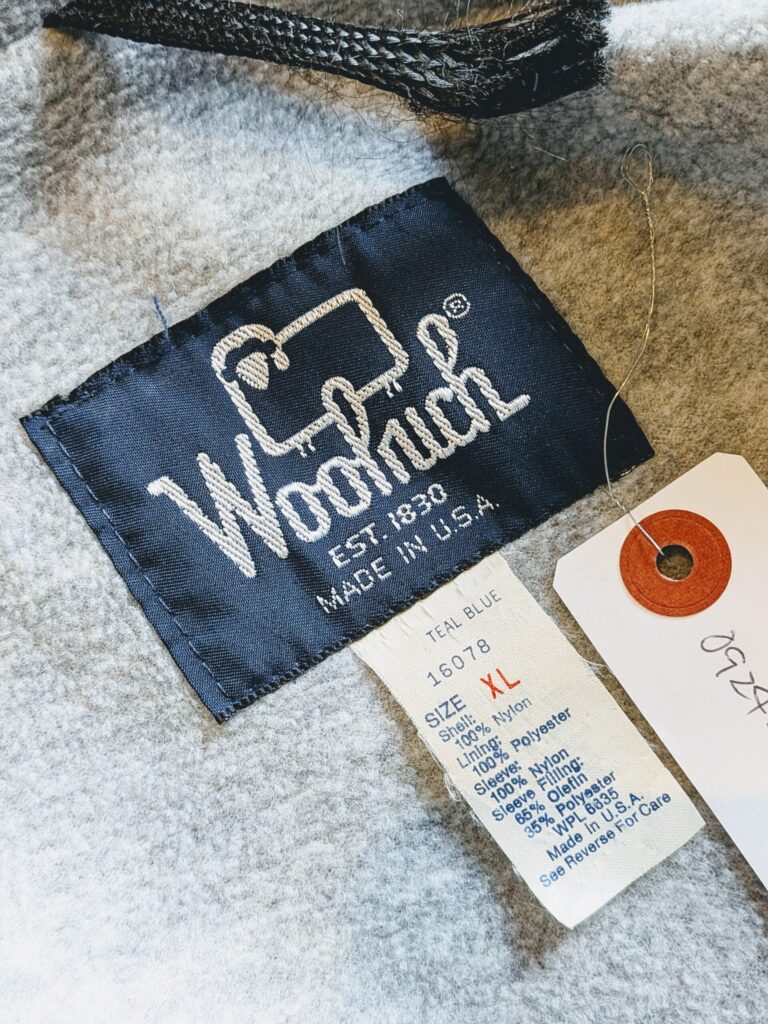 Woolrich
®
EST. 1830
MADE IN U.S.A.
TEAL BLUE
16078
SIZE XL
Shell:
100% Nylon
Lining:
100% Polyester
Sleeve:
100% Nylon
Sleeve Filling:
65% Olefin
35% Polyester
WPL 6635
Made In U.S.A.
See Reverse For Care